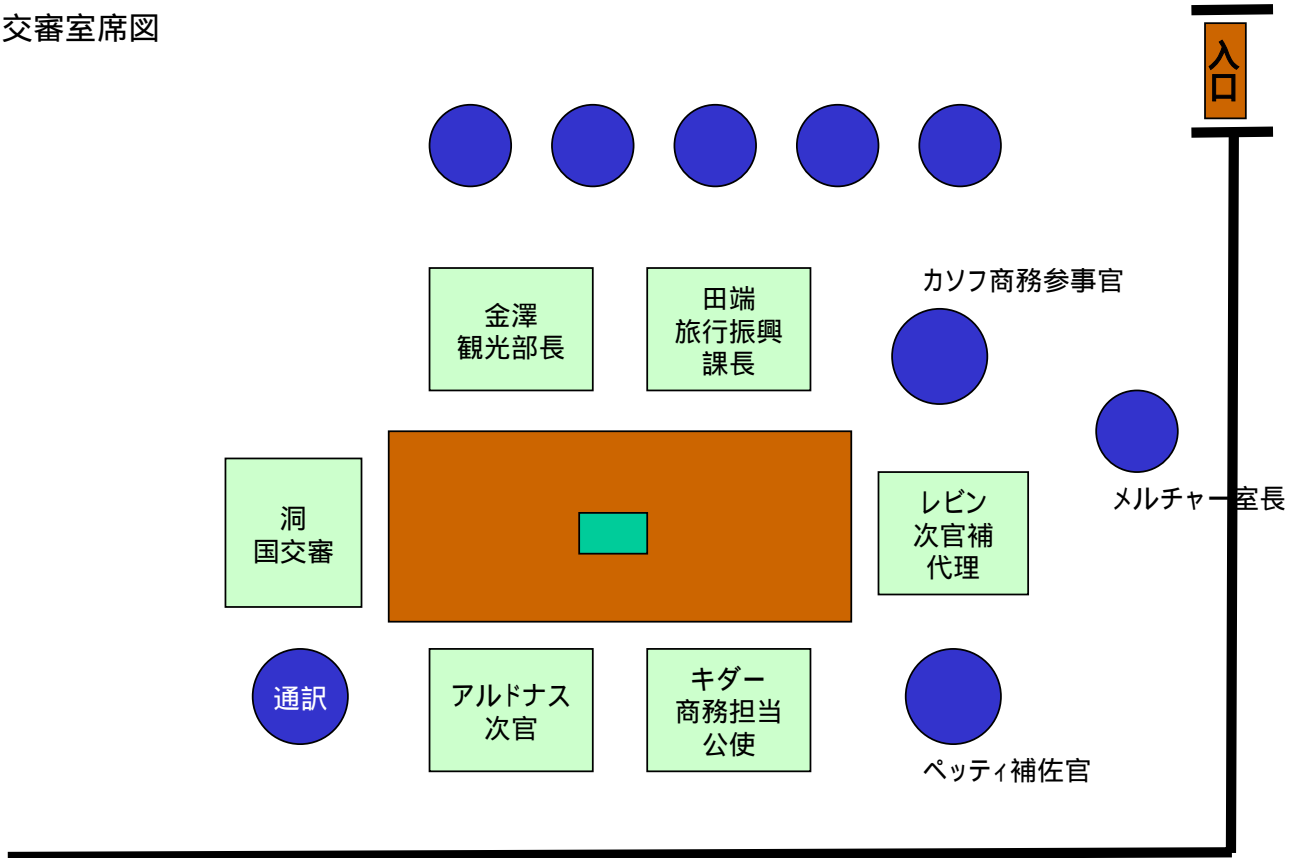 交審室席図
入口
カソフ商務参事官
金澤
観光部長
田端
旅行振興
課長
メルチャー室長
洞
国交審
レビン
次官補
代理
通訳
アルドナス
次官
キダー
商務担当
公使
ペッティ補佐官